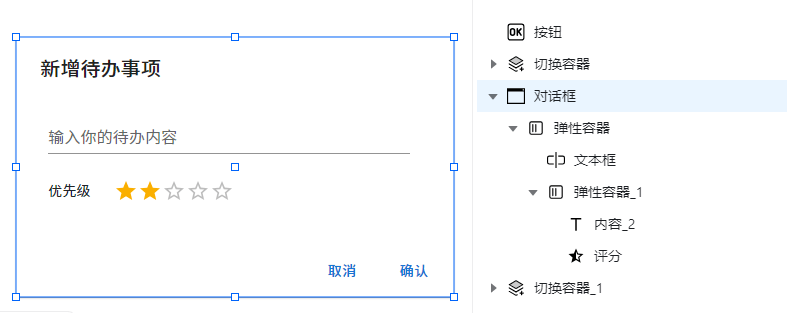 新增待办事项
输入你的待办内容
优先级
取消 确认
OK 按钮
切换容器
对话框
弹性容器
文本框
弹性容器_1
T 内容_2
评分
切换容器_1